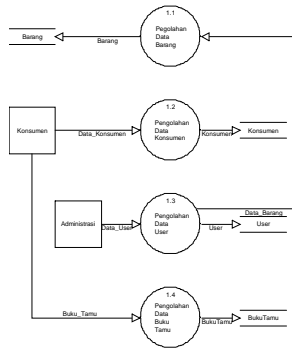 1.1
Pegolahan
Data
Barang
Barang
Barang
1.2
Pengolahan
Data
Konsumen
Konsumen
Data_Konsumen
Konsumen
Konsumen
1.3
Pengolahan
Data
User
Administrasi
Data_User
User
Data_Barang
User
1.4
Pengolahan
Data
Buku
Tamu
Buku_Tamu
BukuTamu
BukuTamu